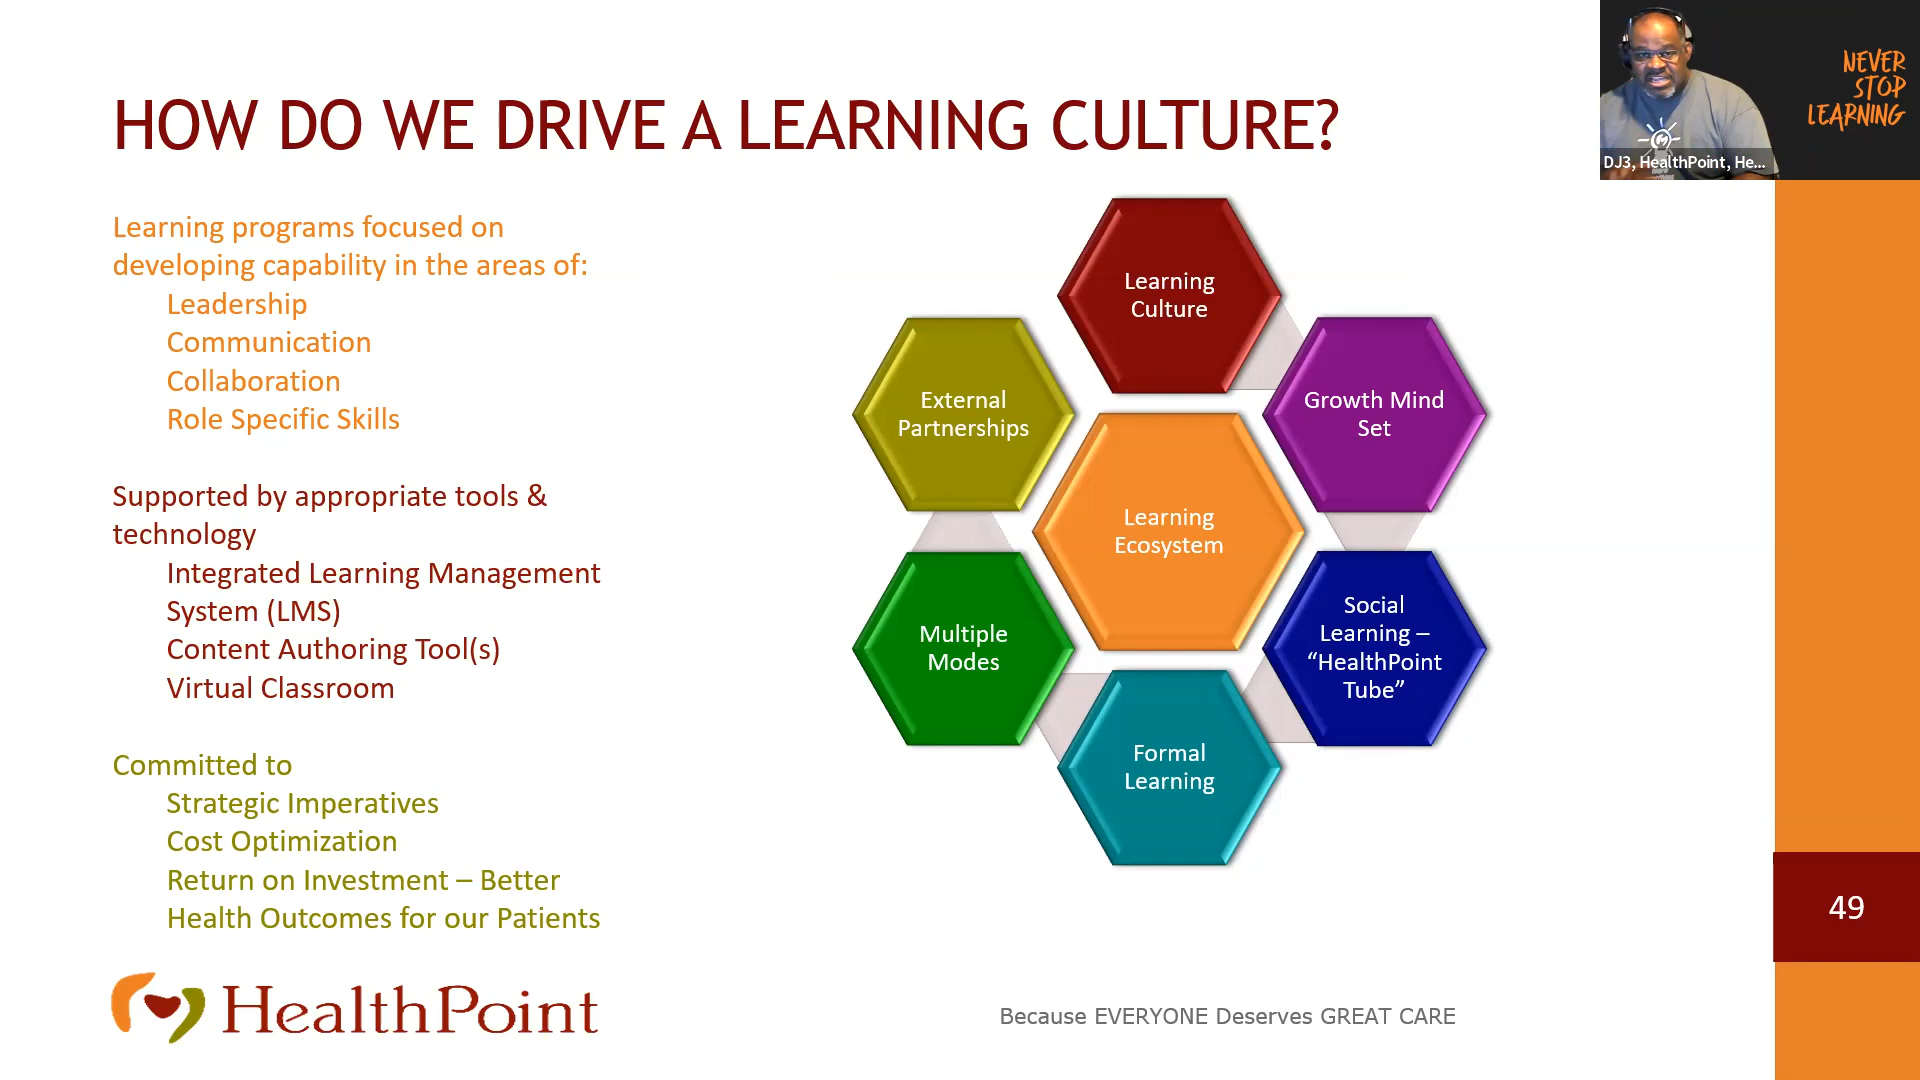 HOW DO WE DRIVE A LEARNING CULTURE?
NEVER
STOP
LEARNING
DJ3, HealthPoint, He...
Learning programs focused on
developing capability in the areas of:
Leadership
Communication
Collaboration
Role Specific Skills
Supported by appropriate tools &
technology
Integrated Learning Management
System (LMS)
Content Authoring Tool(s)
Virtual Classroom
Committed to
Strategic Imperatives
Cost Optimization
Return on Investment – Better
Health Outcomes for our Patients
Learning
Culture
Growth Mind
Set
Social
Learning –
“HealthPoint
Tube”
Formal
Learning
Multiple
Modes
External
Partnerships
Learning
Ecosystem
49
HealthPoint
Because EVERYONE Deserves GREAT CARE